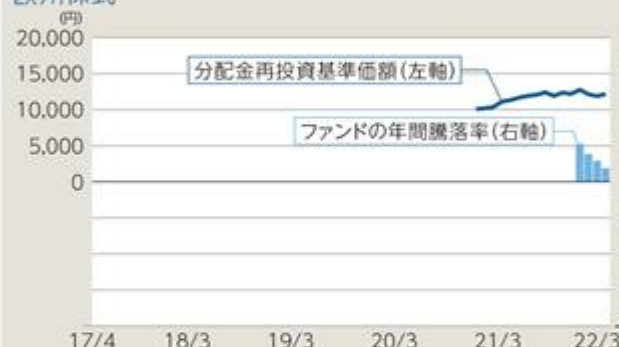 (円)
20,000
15,000
10,000
5,000
0
分配金再投資基準価額(左軸)
ファンドの年間騰落率(右軸)
17/4 18/3 19/3 20/3 21/3 22/3